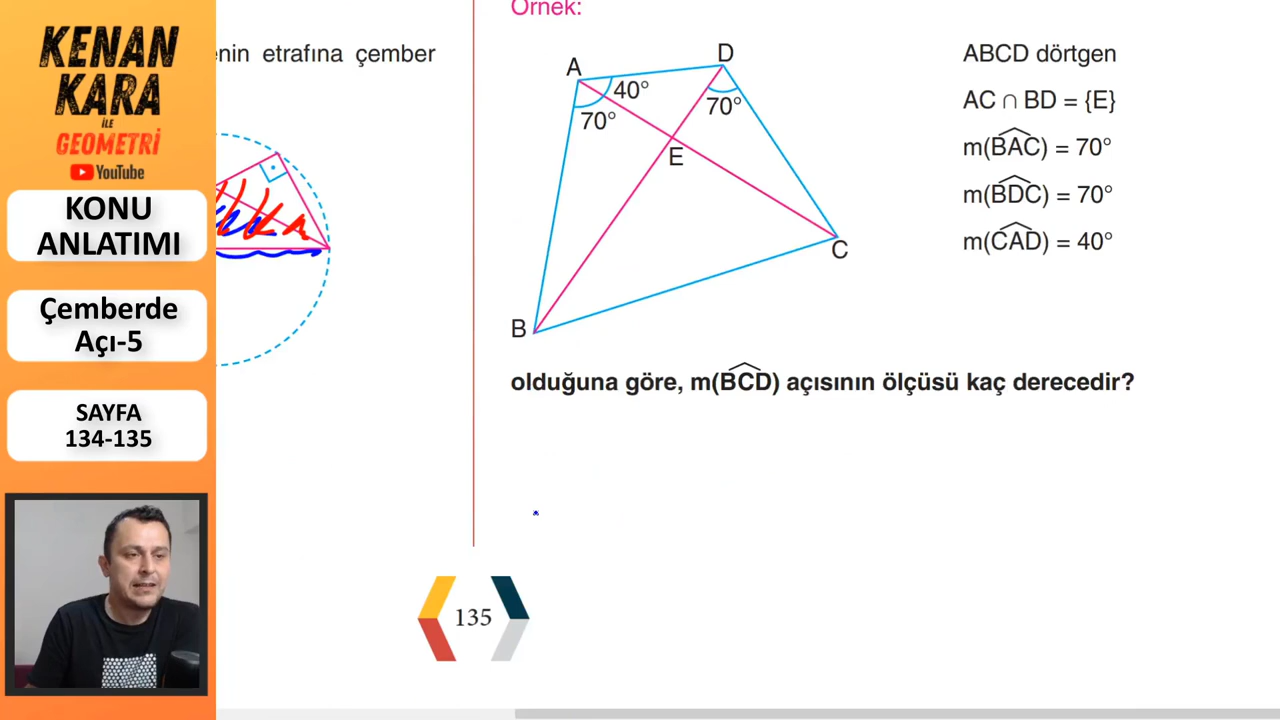 KENAN
KARA
İLE
GEOMETRİ
YouTube
KONU
ANLATIMI
Çemberde
Açı-5
SAYFA
134-135
enin etrafına çember
Örnek:
A
D
40°
70°
70°
E
C
B
ABCD dörtgen
AC ∩ BD = {E}
m(BAC) = 70°
m(BDC) = 70°
m(CAD) = 40°
olduğuna göre, m(BCD) açısının ölçüsü kaç derecedir?
135